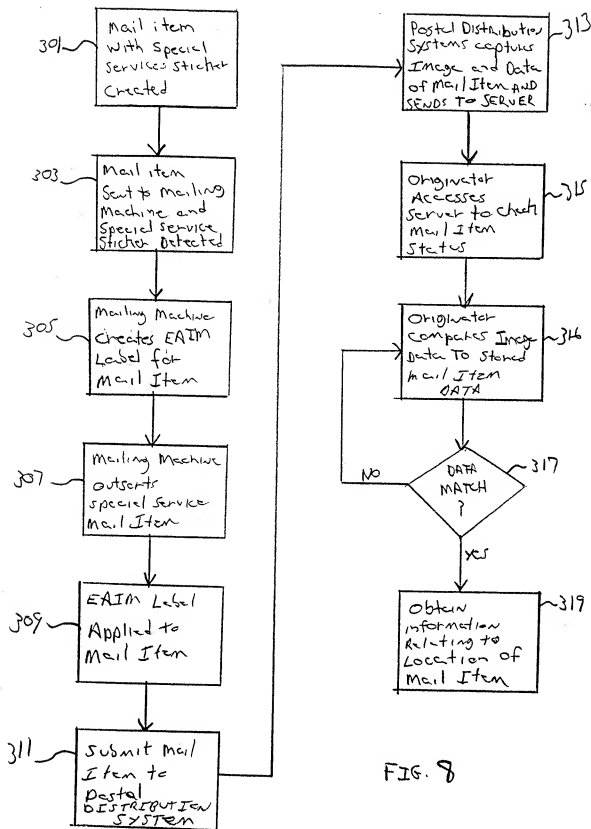 301
Mail item
with special
services sticker
created
303
Mail item
Sent to Mailing
Machine and
Special Service
Sticker Detected
305
Mailing Machine
Creates EAIM
Label for
Mail Item
307
Mailing Machine
outsorts
special service
Mail Item
309
EAIM Label
Applied to
Mail Item
311
Submit Mail
Item to
Postal
DISTRIBUTION
SYSTEM
313
Postal Distribution
Systems captures
Image and Data
of Mail Item AND
SENDS TO SERVER
315
Originator
Accesses
Server to check
Mail Item
Status
316
Originator
Compares Image
Data To Stored
Mail Item
DATA
317
DATA
MATCH
?
NO
YES
319
Obtain
information
Relating to
Location of
Mail Item
FIG. 8